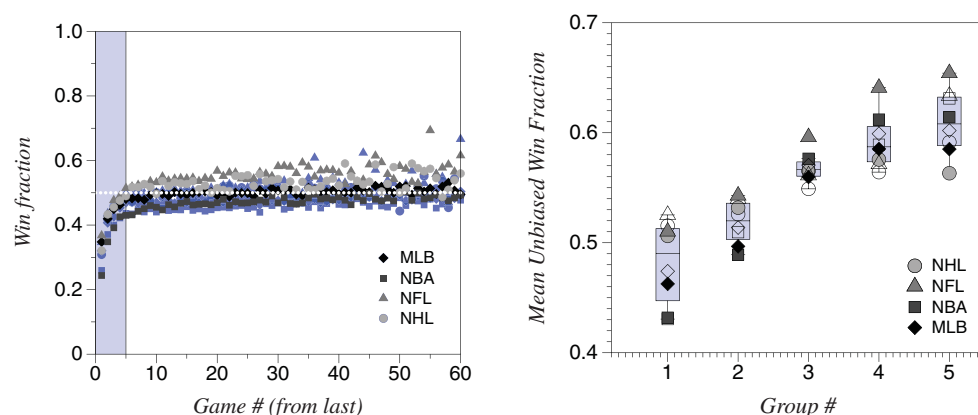 1.0
0.8
0.6
0.4
0.2
0
0 10 20 30 40 50 60
Win fraction
Game # (from last)
MLB
NBA
NFL
NHL
0.7
0.6
0.5
0.4
1 2 3 4 5
Mean Unbiased Win Fraction
Group #
NHL
NFL
NBA
MLB